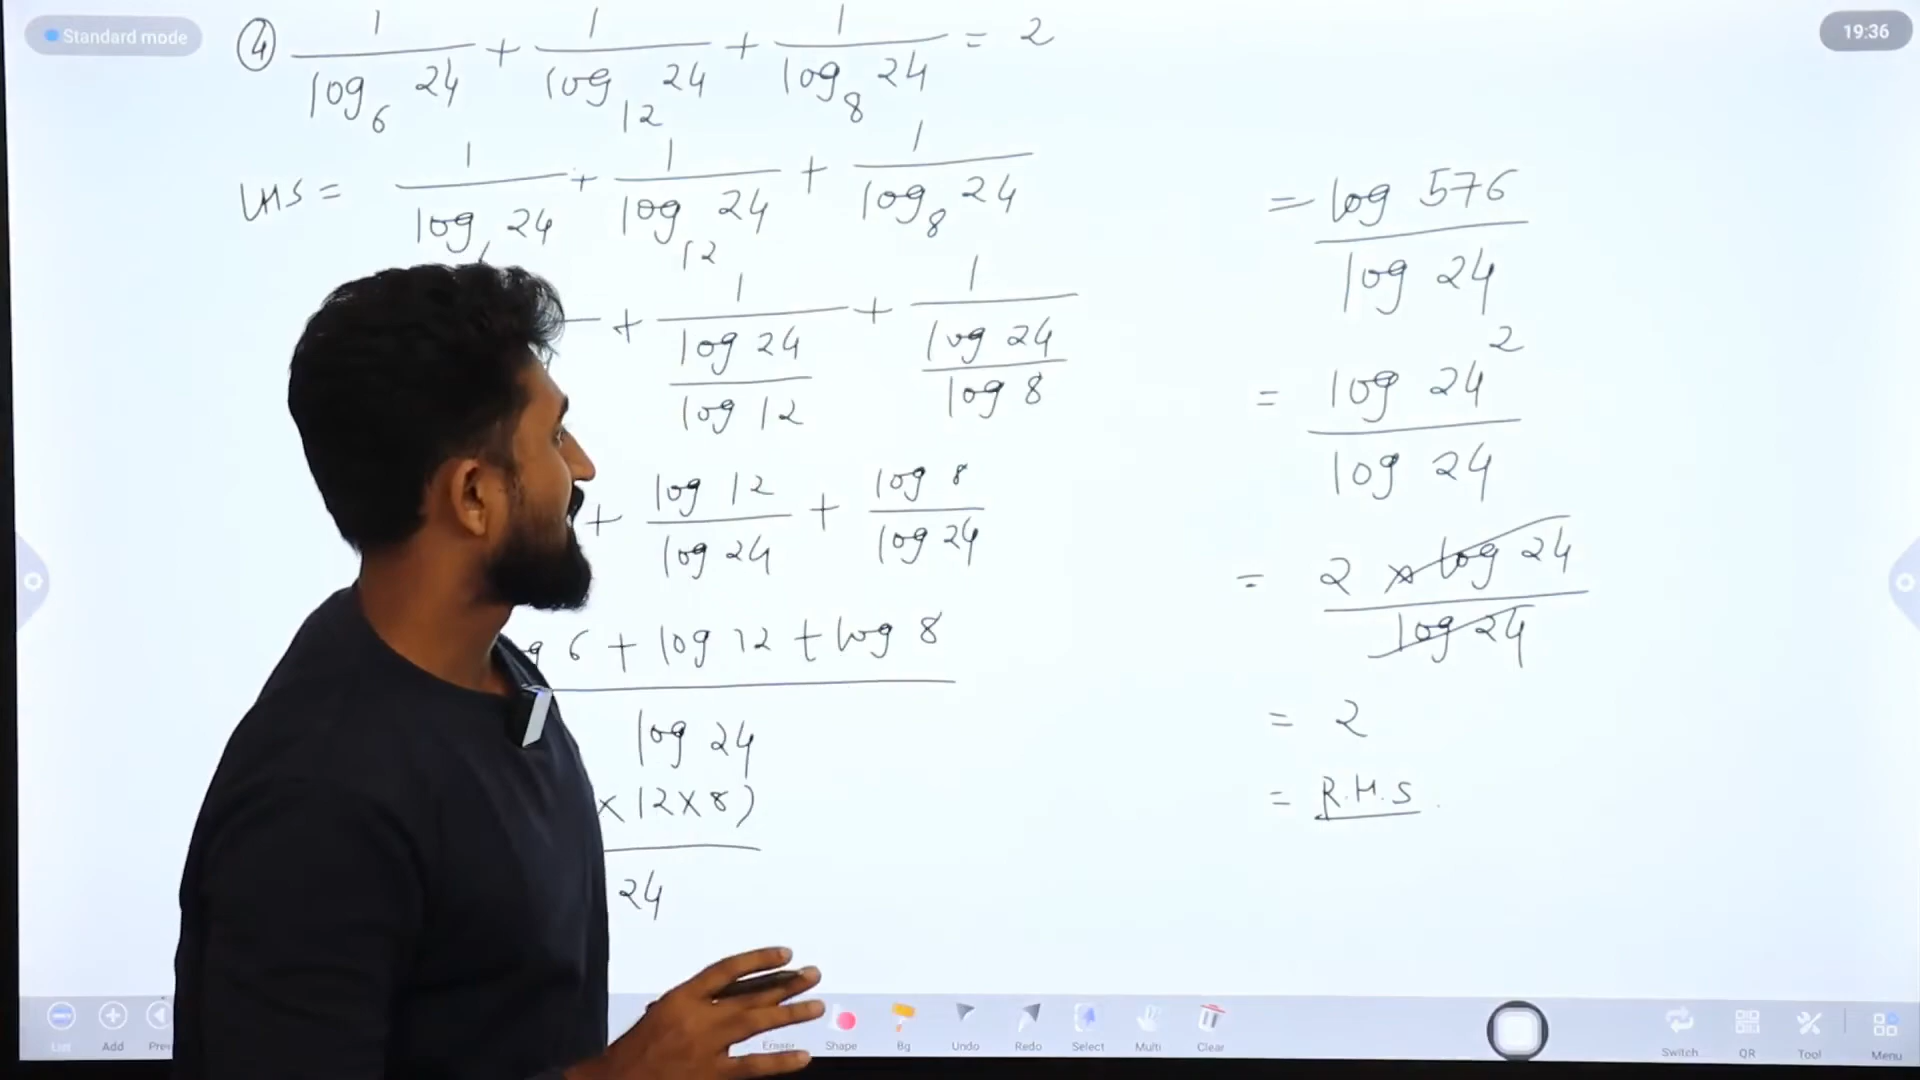 Standard mode
19:36
④ 1/log₆ 24 + 1/log₁₂ 24 + 1/log₈ 24 = 2
LHS = 1/log 24 + 1/log₁₂ 24 + 1/log₈ 24
+ 1/(log 24/log 12) + 1/(log 24/log 8)
+ log 12/log 24 + log 8/log 24
6 + log 12 + log 8
log 24
× 12 × 8)
24
= log 576/log 24
= log 24²/log 24
= 2 × log 24/log 24
= 2
= R.H.S.
List Add Eraser Shape Bg Undo Redo Select Multi Clear Switch QR Tool Menu